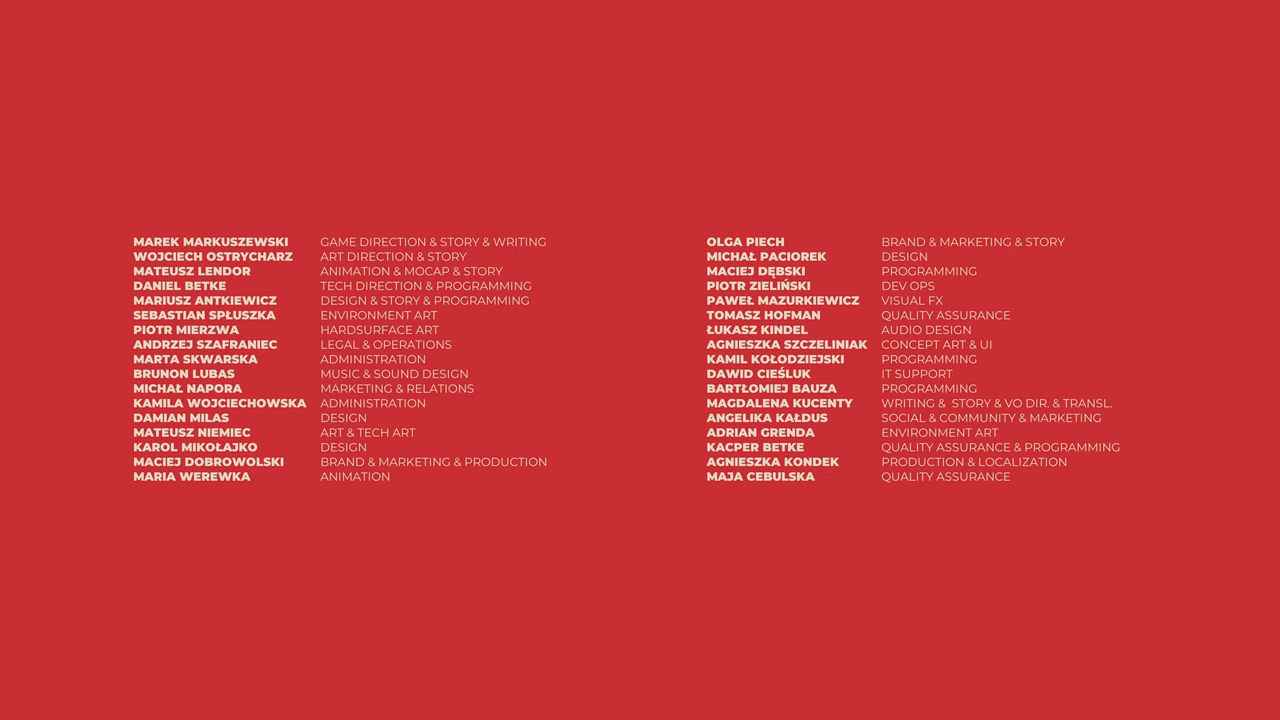 MAREK MARKUSZEWSKI GAME DIRECTION & STORY & WRITING
WOJCIECH OSTRYCHARZ ART DIRECTION & STORY
MATEUSZ LENDOR ANIMATION & MOCAP & STORY
DANIEL BETKE TECH DIRECTION & PROGRAMMING
MARIUSZ ANTKIEWICZ DESIGN & STORY & PROGRAMMING
SEBASTIAN SPŁUSZKA ENVIRONMENT ART
PIOTR MIERZWA HARDSURFACE ART
ANDRZEJ SZAFRANIEC LEGAL & OPERATIONS
MARTA SKWARSKA ADMINISTRATION
BRUNON LUBAS MUSIC & SOUND DESIGN
MICHAŁ NAPORA MARKETING & RELATIONS
KAMILA WOJCIECHOWSKA ADMINISTRATION
DAMIAN MILAS DESIGN
MATEUSZ NIEMIEC ART & TECH ART
KAROL MIKOŁAJKO DESIGN
MACIEJ DOBROWOLSKI BRAND & MARKETING & PRODUCTION
MARIA WEREWKA ANIMATION
OLGA PIECH BRAND & MARKETING & STORY
MICHAŁ PACIOREK DESIGN
MACIEJ DĘBSKI PROGRAMMING
PIOTR ZIELIŃSKI DEV OPS
PAWEŁ MAZURKIEWICZ VISUAL FX
TOMASZ HOFMAN QUALITY ASSURANCE
ŁUKASZ KINDEL AUDIO DESIGN
AGNIESZKA SZCZELINIAK CONCEPT ART & UI
KAMIL KOŁODZIEJSKI PROGRAMMING
DAWID CIEŚLUK IT SUPPORT
BARTŁOMIEJ BAUZA PROGRAMMING
MAGDALENA KUCENTY WRITING & STORY & VO DIR. & TRANSL.
ANGELIKA KAŁDUS SOCIAL & COMMUNITY & MARKETING
ADRIAN GRENDA ENVIRONMENT ART
KACPER BETKE QUALITY ASSURANCE & PROGRAMMING
AGNIESZKA KONDEK PRODUCTION & LOCALIZATION
MAJA CEBULSKA QUALITY ASSURANCE